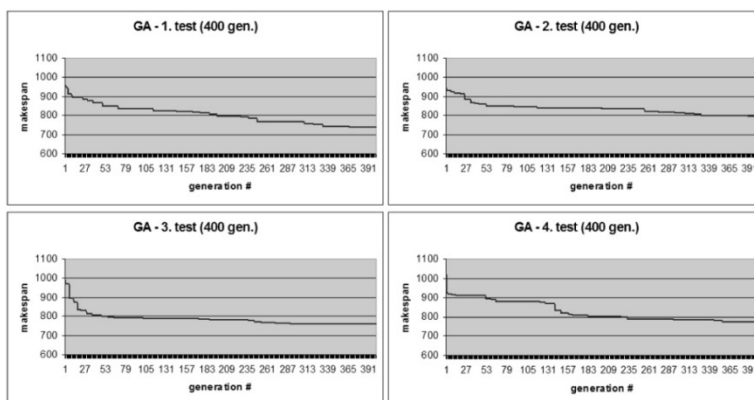 GA - 1. test (400 gen.)
1100
1000
900
800
700
600
makespan
1 27 53 79 105 131 157 183 209 235 261 287 313 339 365 391
generation #
GA - 2. test (400 gen.)
1100
1000
900
800
700
600
makespan
1 27 53 79 105 131 157 183 209 235 261 287 313 339 365 391
generation #
GA - 3. test (400 gen.)
1100
1000
900
800
700
600
makespan
1 27 53 79 105 131 157 183 209 235 261 287 313 339 365 391
generation #
GA - 4. test (400 gen.)
1100
1000
900
800
700
600
makespan
1 27 53 79 105 131 157 183 209 235 261 287 313 339 365 391
generation #